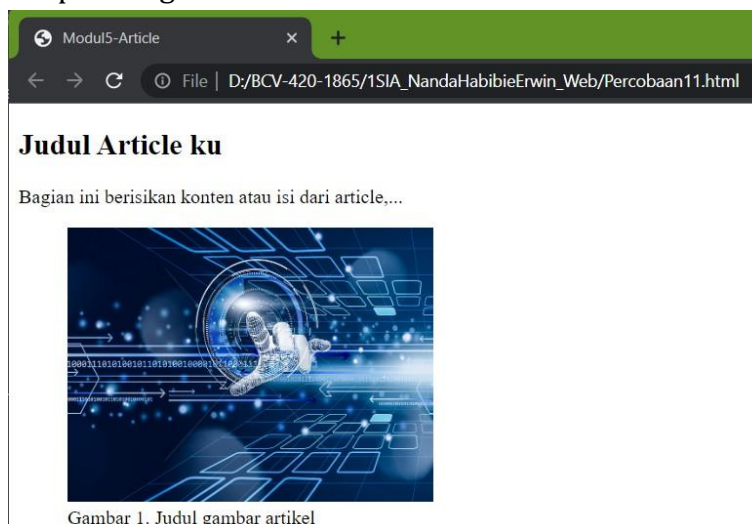 Modul5-Article
File | D:/BCV-420-1865/1SIA_NandaHabibieErwin_Web/Percobaan11.html
Judul Article ku
Bagian ini berisikan konten atau isi dari article,...
Gambar 1. Judul gambar artikel